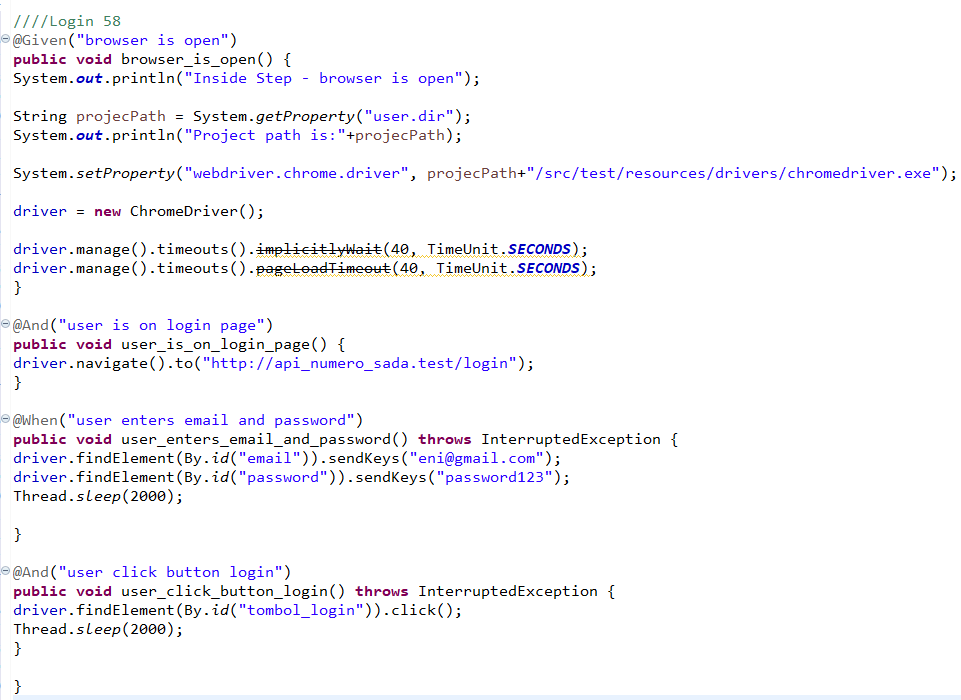 ////Login 58
@Given("browser is open")
public void browser_is_open() {
System.out.println("Inside Step - browser is open");
String projecPath = System.getProperty("user.dir");
System.out.println("Project path is:"+projecPath);
System.setProperty("webdriver.chrome.driver", projecPath+"/src/test/resources/drivers/chromedriver.exe");
driver = new ChromeDriver();
driver.manage().timeouts().implicitlyWait(40, TimeUnit.SECONDS);
driver.manage().timeouts().pageLoadTimeout(40, TimeUnit.SECONDS);
}
@And("user is on login page")
public void user_is_on_login_page() {
driver.navigate().to("http://api_numero_sada.test/login");
}
@When("user enters email and password")
public void user_enters_email_and_password() throws InterruptedException {
driver.findElement(By.id("email")).sendKeys("eni@gmail.com");
driver.findElement(By.id("password")).sendKeys("password123");
Thread.sleep(2000);
}
@And("user click button login")
public void user_click_button_login() throws InterruptedException {
driver.findElement(By.id("tombol_login")).click();
Thread.sleep(2000);
}
}